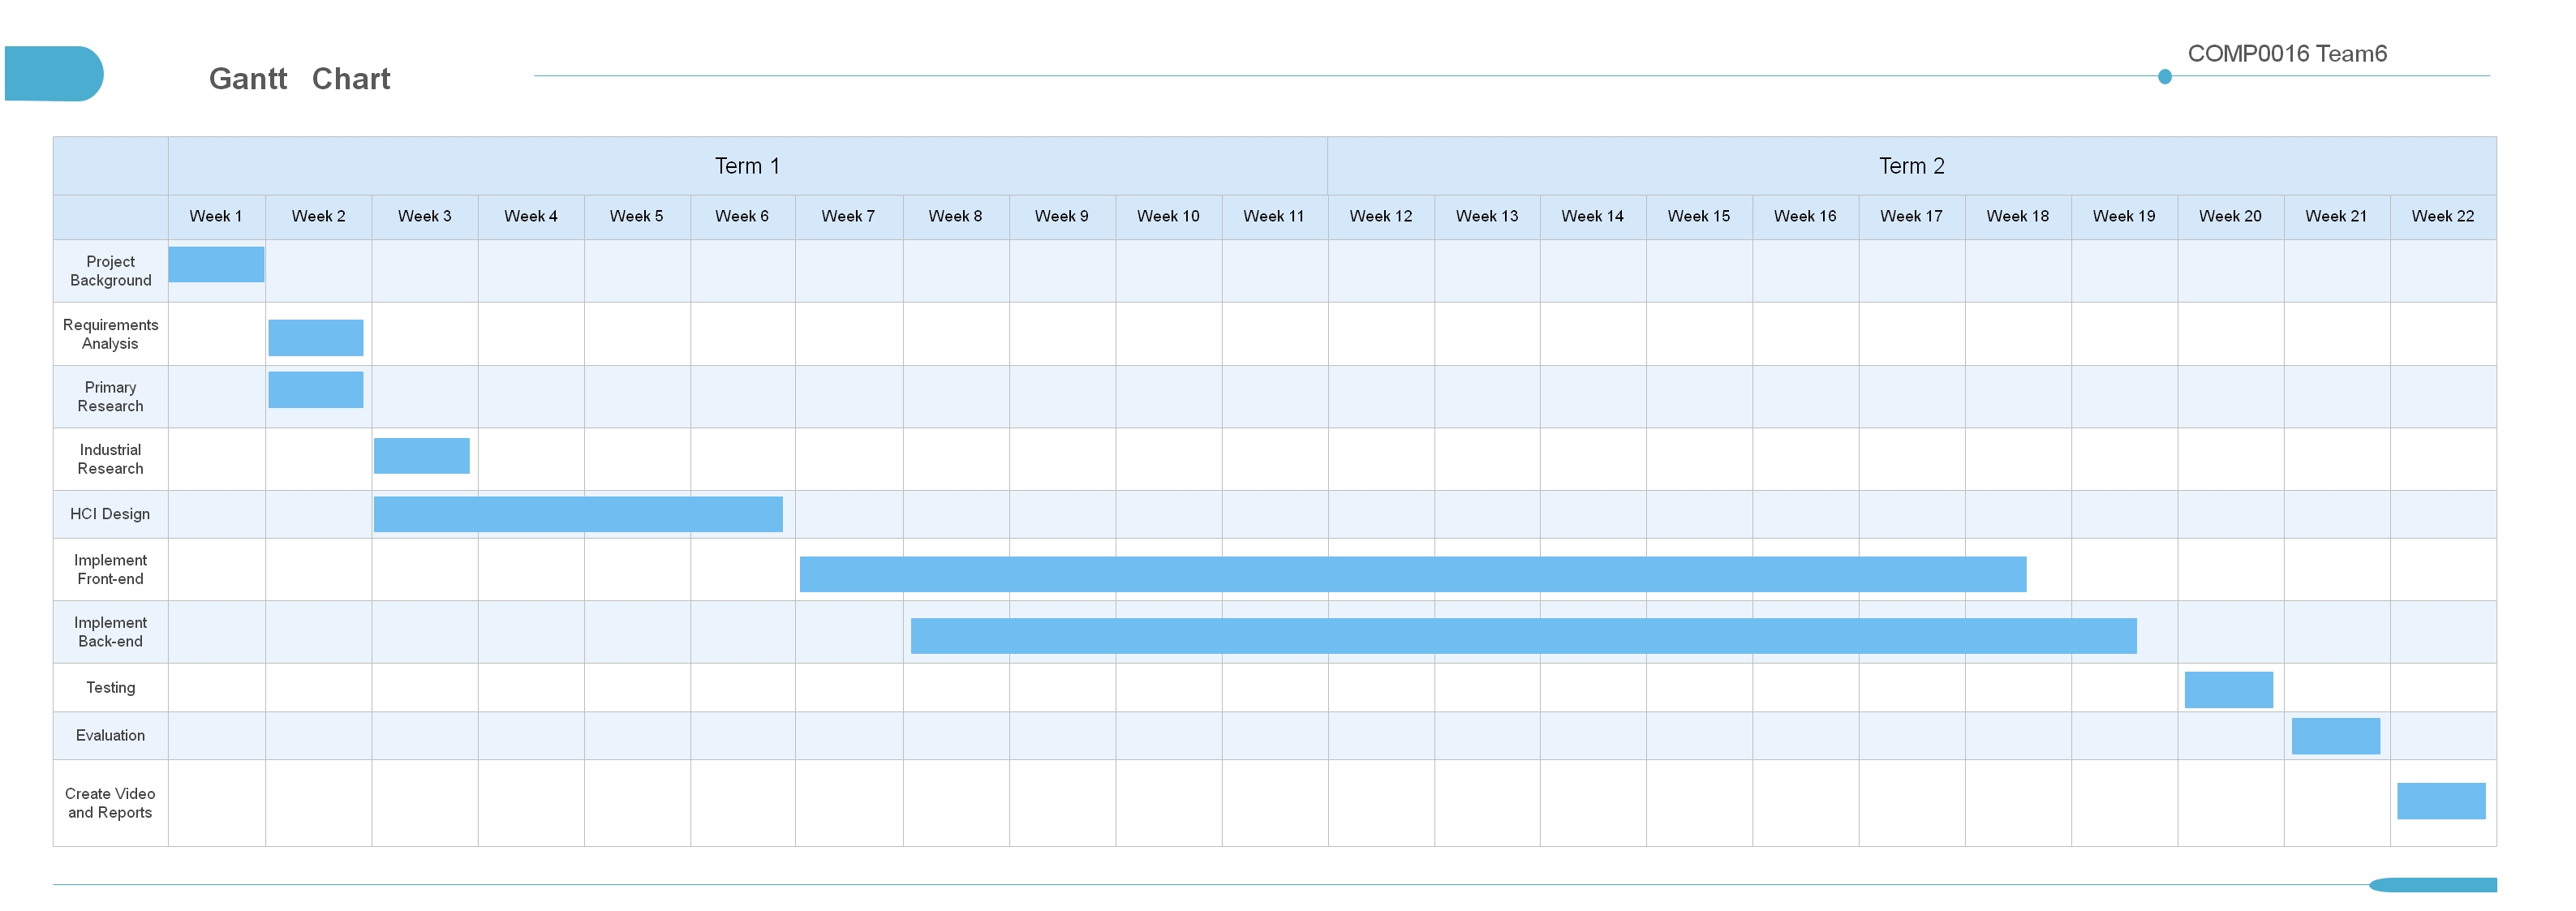 COMP0016 Team6
Gantt Chart
Term 1 Term 2
Week 1 Week 2 Week 3 Week 4 Week 5 Week 6 Week 7 Week 8 Week 9 Week 10 Week 11 Week 12 Week 13 Week 14 Week 15 Week 16 Week 17 Week 18 Week 19 Week 20 Week 21 Week 22
Project
Background
Requirements
Analysis
Primary
Research
Industrial
Research
HCI Design
Implement
Front-end
Implement
Back-end
Testing
Evaluation
Create Video
and Reports